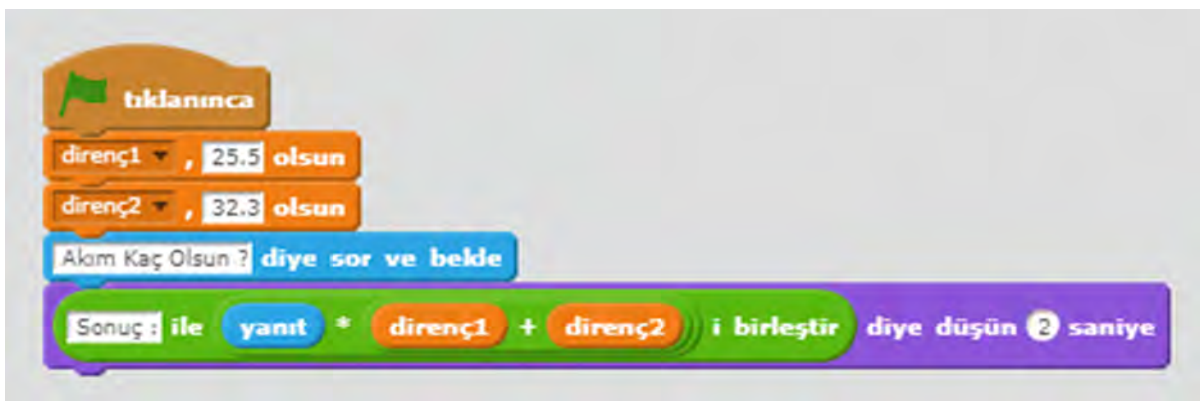 tıklanınca
direnç1 , 25.5 olsun
direnç2 , 32.3 olsun
Akım Kaç Olsun ? diye sor ve bekle
Sonuç : ile yanıt * direnç1 + direnç2 i birleştir diye düşün 2 saniye